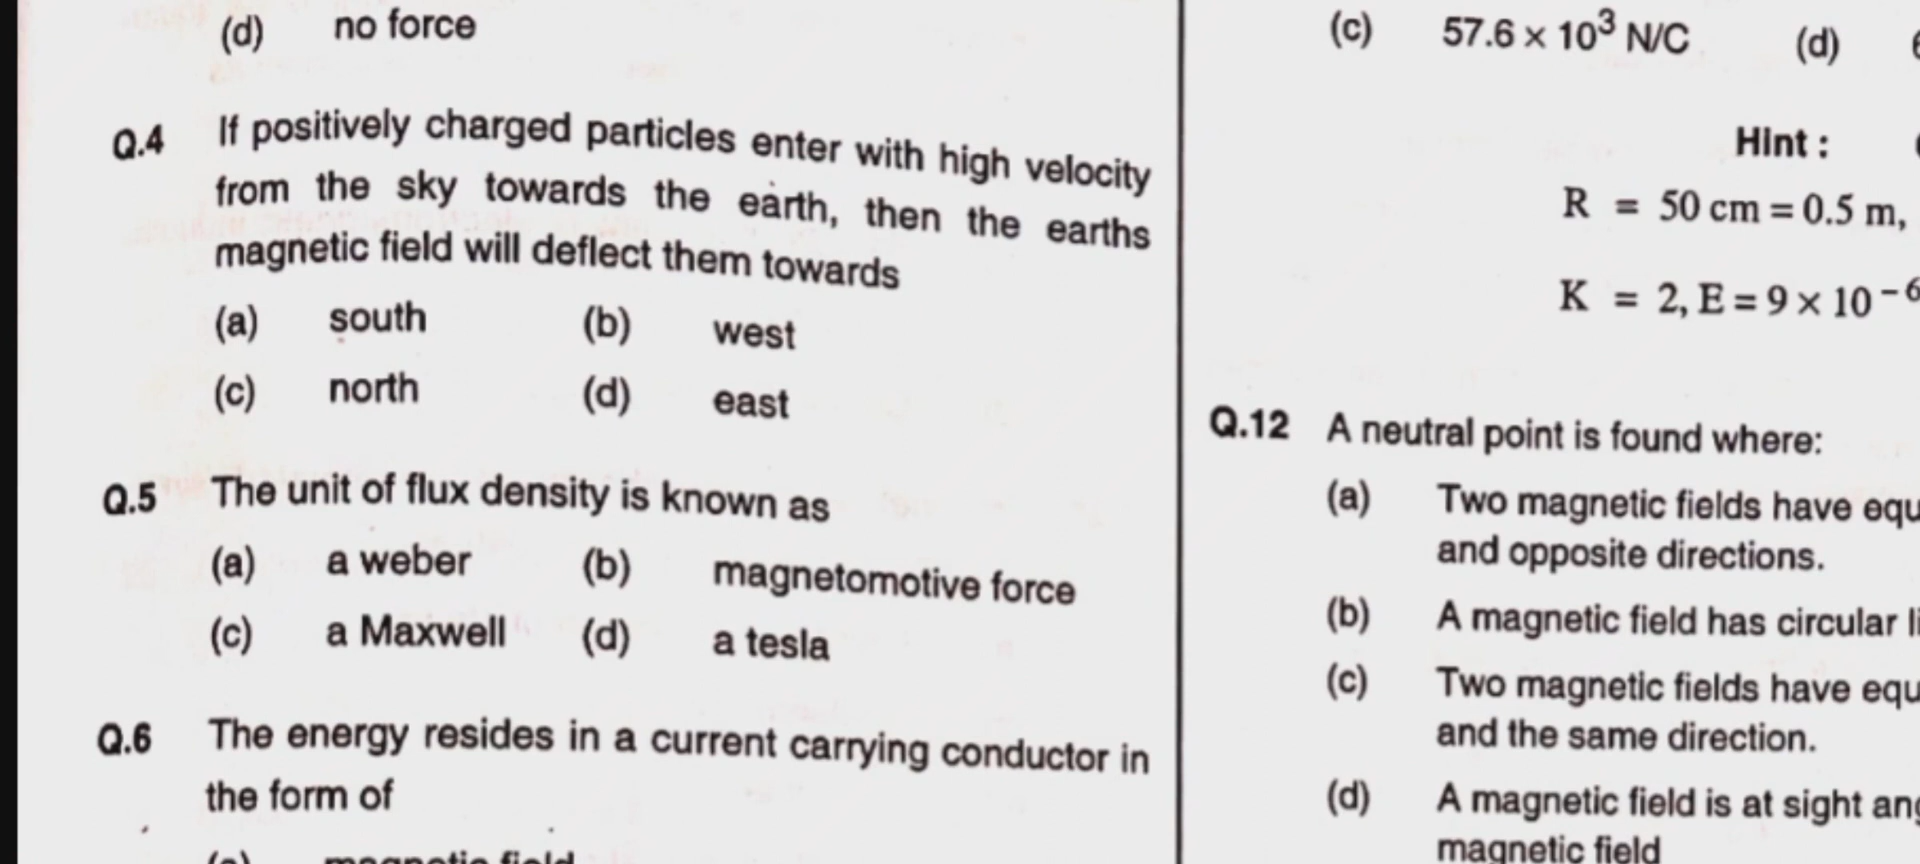 (d) no force
Q.4 If positively charged particles enter with high velocity
from the sky towards the earth, then the earths
magnetic field will deflect them towards
(a) south (b) west
(c) north (d) east
Q.5 The unit of flux density is known as
(a) a weber (b) magnetomotive force
(c) a Maxwell (d) a tesla
Q.6 The energy resides in a current carrying conductor in
the form of
magnetic field
(c) 57.6 × 10³ N/C (d)
Hint :
R = 50 cm = 0.5 m,
K = 2, E = 9 × 10⁻⁶
Q.12 A neutral point is found where:
(a) Two magnetic fields have equ
and opposite directions.
(b) A magnetic field has circular li
(c) Two magnetic fields have equ
and the same direction.
(d) A magnetic field is at sight ang
magnetic field